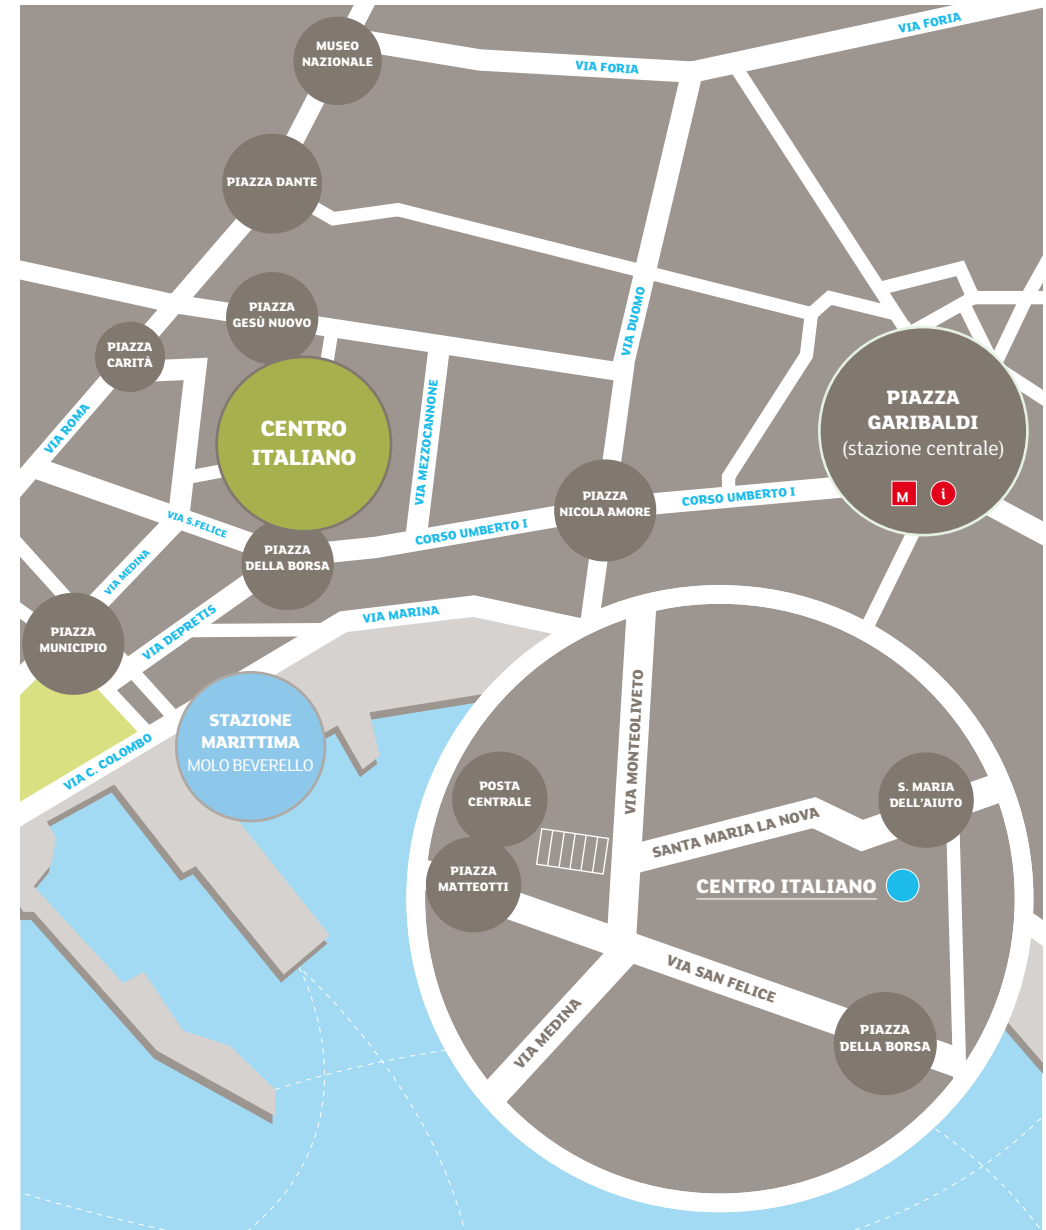 VIA FORIA
MUSEO
NAZIONALE
VIA FORIA
PIAZZA DANTE
PIAZZA
GESÙ NUOVO
VIA DUOMO
PIAZZA
CARITÀ
VIA ROMA
CENTRO
ITALIANO
VIA MEZZOCANNONE
PIAZZA
GARIBALDI
(stazione centrale)
M
i
PIAZZA
NICOLA AMORE
CORSO UMBERTO I
CORSO UMBERTO I
VIA S.FELICE
VIA MEDINA
PIAZZA
DELLA BORSA
VIA DEPRETIS
VIA MARINA
PIAZZA
MUNICIPIO
VIA C. COLOMBO
STAZIONE
MARITTIMA
MOLO BEVERELLO
VIA MONTEOLIVETO
POSTA
CENTRALE
S. MARIA
DELL'AIUTO
SANTA MARIA LA NOVA
PIAZZA
MATTEOTTI
CENTRO ITALIANO
VIA SAN FELICE
VIA MEDINA
PIAZZA
DELLA BORSA